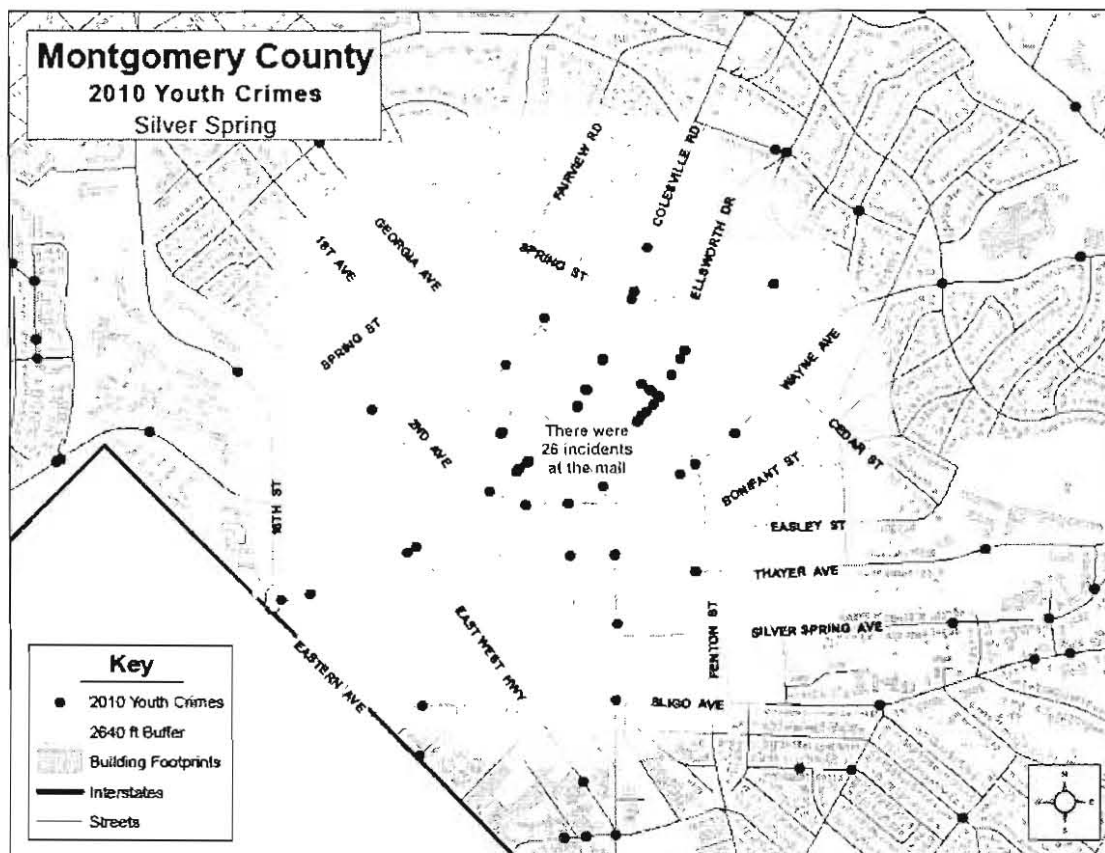 Montgomery County
2010 Youth Crimes
Silver Spring
FAIRVIEW RD
COLESVILLE RD
ELLSWORTH DR
GEORGIA AVE
1ST AVE
SPRING ST
SPRING ST
WAYNE AVE
2ND AVE
There were
26 incidents
at the mall
CEDAR ST
BONIFANT ST
16TH ST
EASLEY ST
THAYER AVE
EAST WEST HWY
FENTON ST
SILVER SPRING AVE
EASTERN AVE
SLIGO AVE
Key
2010 Youth Crimes
2640 ft Buffer
Building Footprints
Interstates
Streets
N
E
S